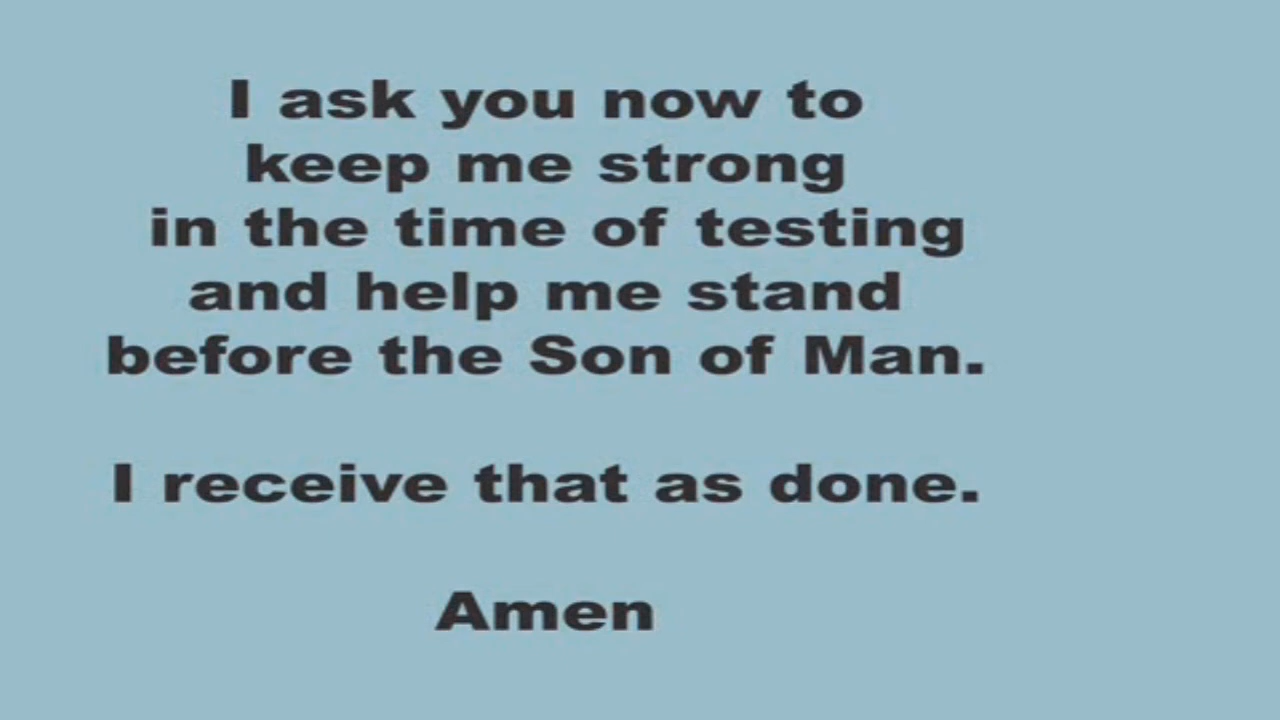 I ask you now to
keep me strong
in the time of testing
and help me stand
before the Son of Man.
I receive that as done.
Amen